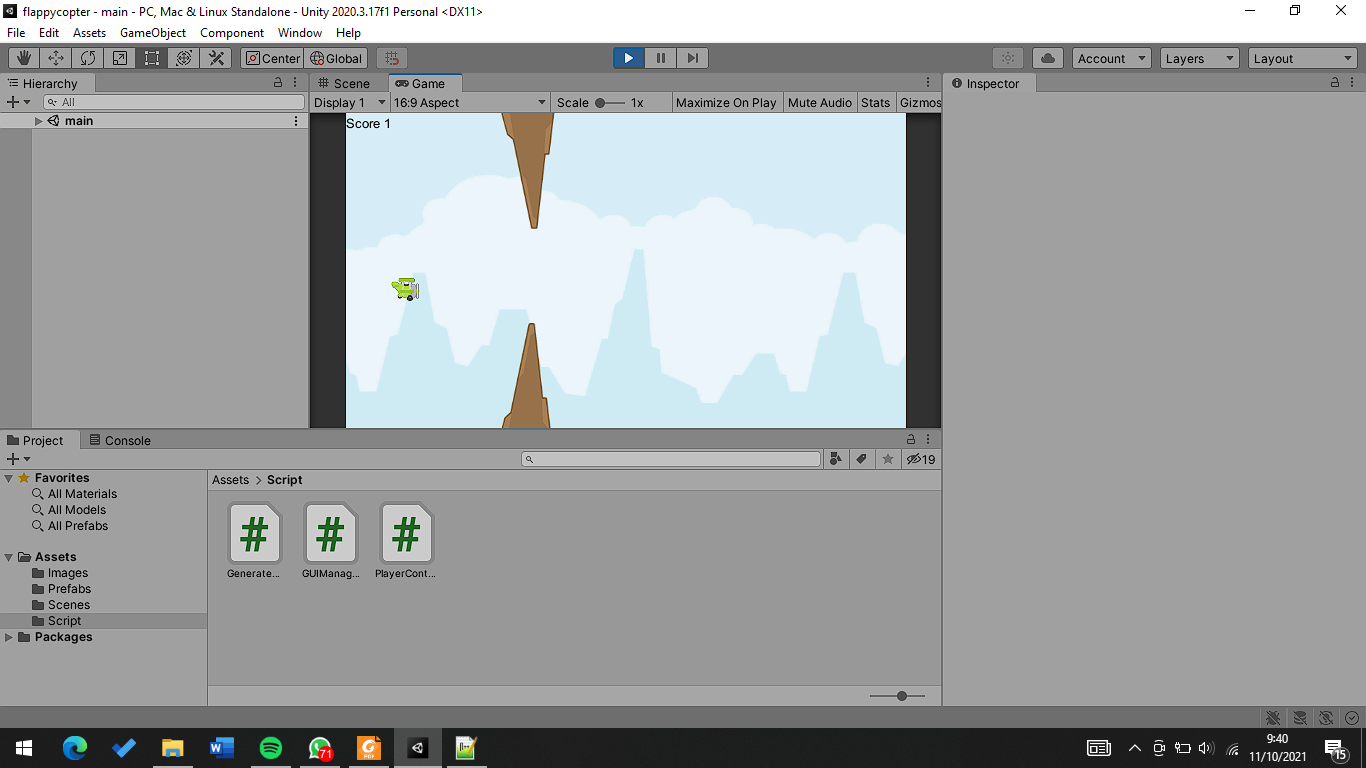 flappycopter - main - PC, Mac & Linux Standalone - Unity 2020.3.17f1 Personal <DX11>
File Edit Assets GameObject Component Window Help
Center Global Account Layers Layout
Hierarchy Scene Game Inspector
All Display 1 16:9 Aspect Scale 1x Maximize On Play Mute Audio Stats Gizmos
main
Score 1
Project Console
19
Favorites
All Materials
All Models
All Prefabs
Assets
Images
Prefabs
Scenes
Script
Packages
Assets > Script
Generate... GUIManag... PlayerCont...
71
PDF
9:40
11/10/2021
15